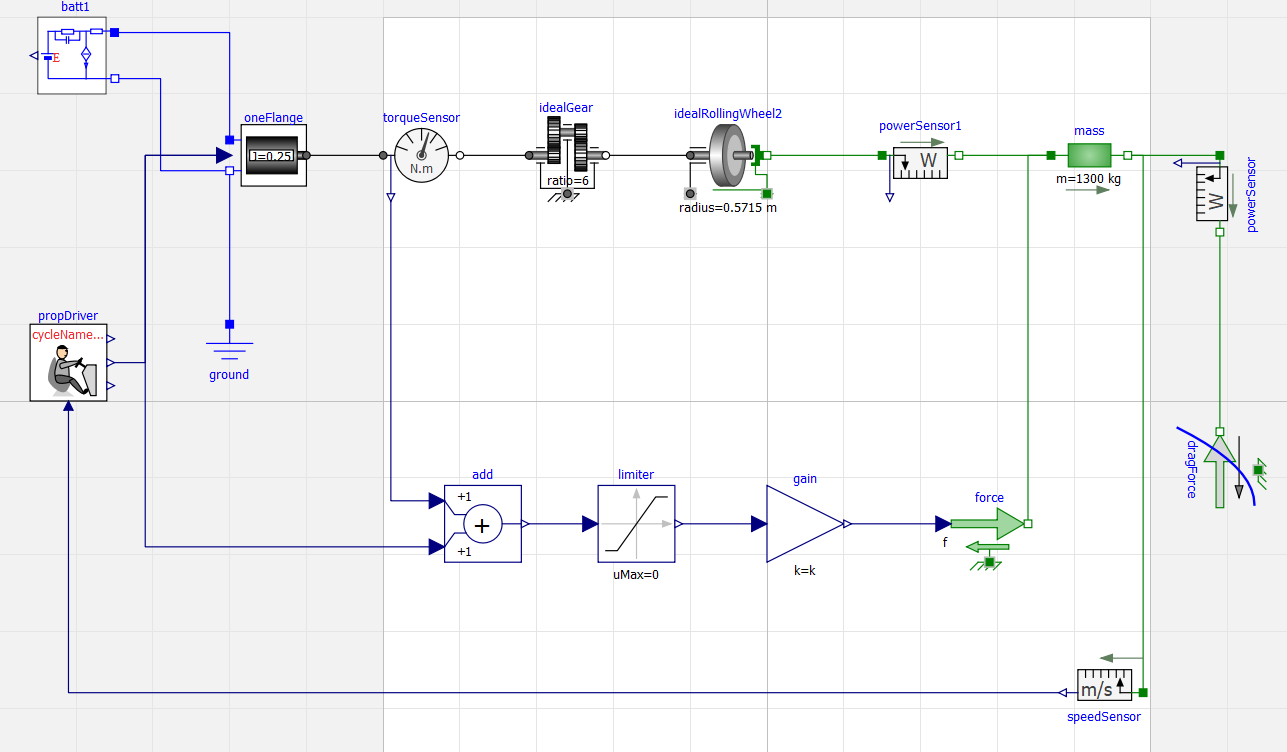 batt1
E
oneFlange
J=0.25
torqueSensor
N.m
idealGear
ratio=6
idealRollingWheel2
radius=0.5715 m
powerSensor1
W
mass
m=1300 kg
powerSensor
W
propDriver
cycleName...
ground
dragForce
add
+1
+
+1
limiter
uMax=0
gain
k=k
force
f
m/s
speedSensor